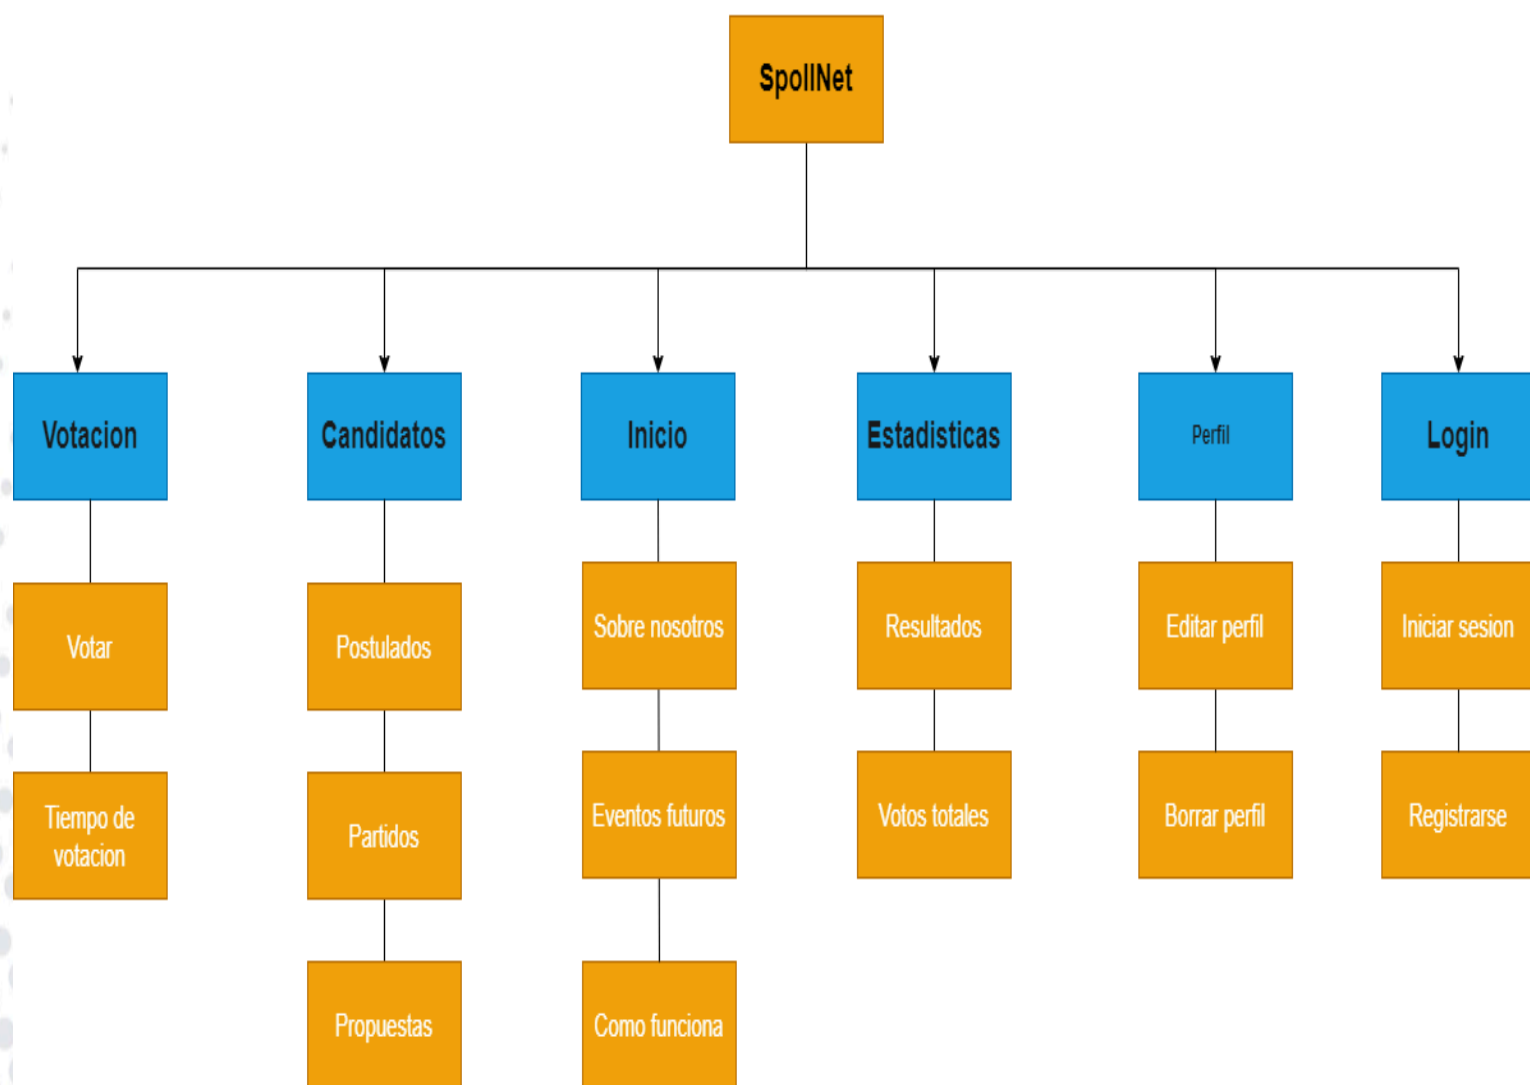 SpollNet
Votacion
Candidatos
Inicio
Estadisticas
Perfil
Login
Votar
Postulados
Sobre nosotros
Resultados
Editar perfil
Iniciar sesion
Tiempo de
votacion
Partidos
Eventos futuros
Votos totales
Borrar perfil
Registrarse
Propuestas
Como funciona